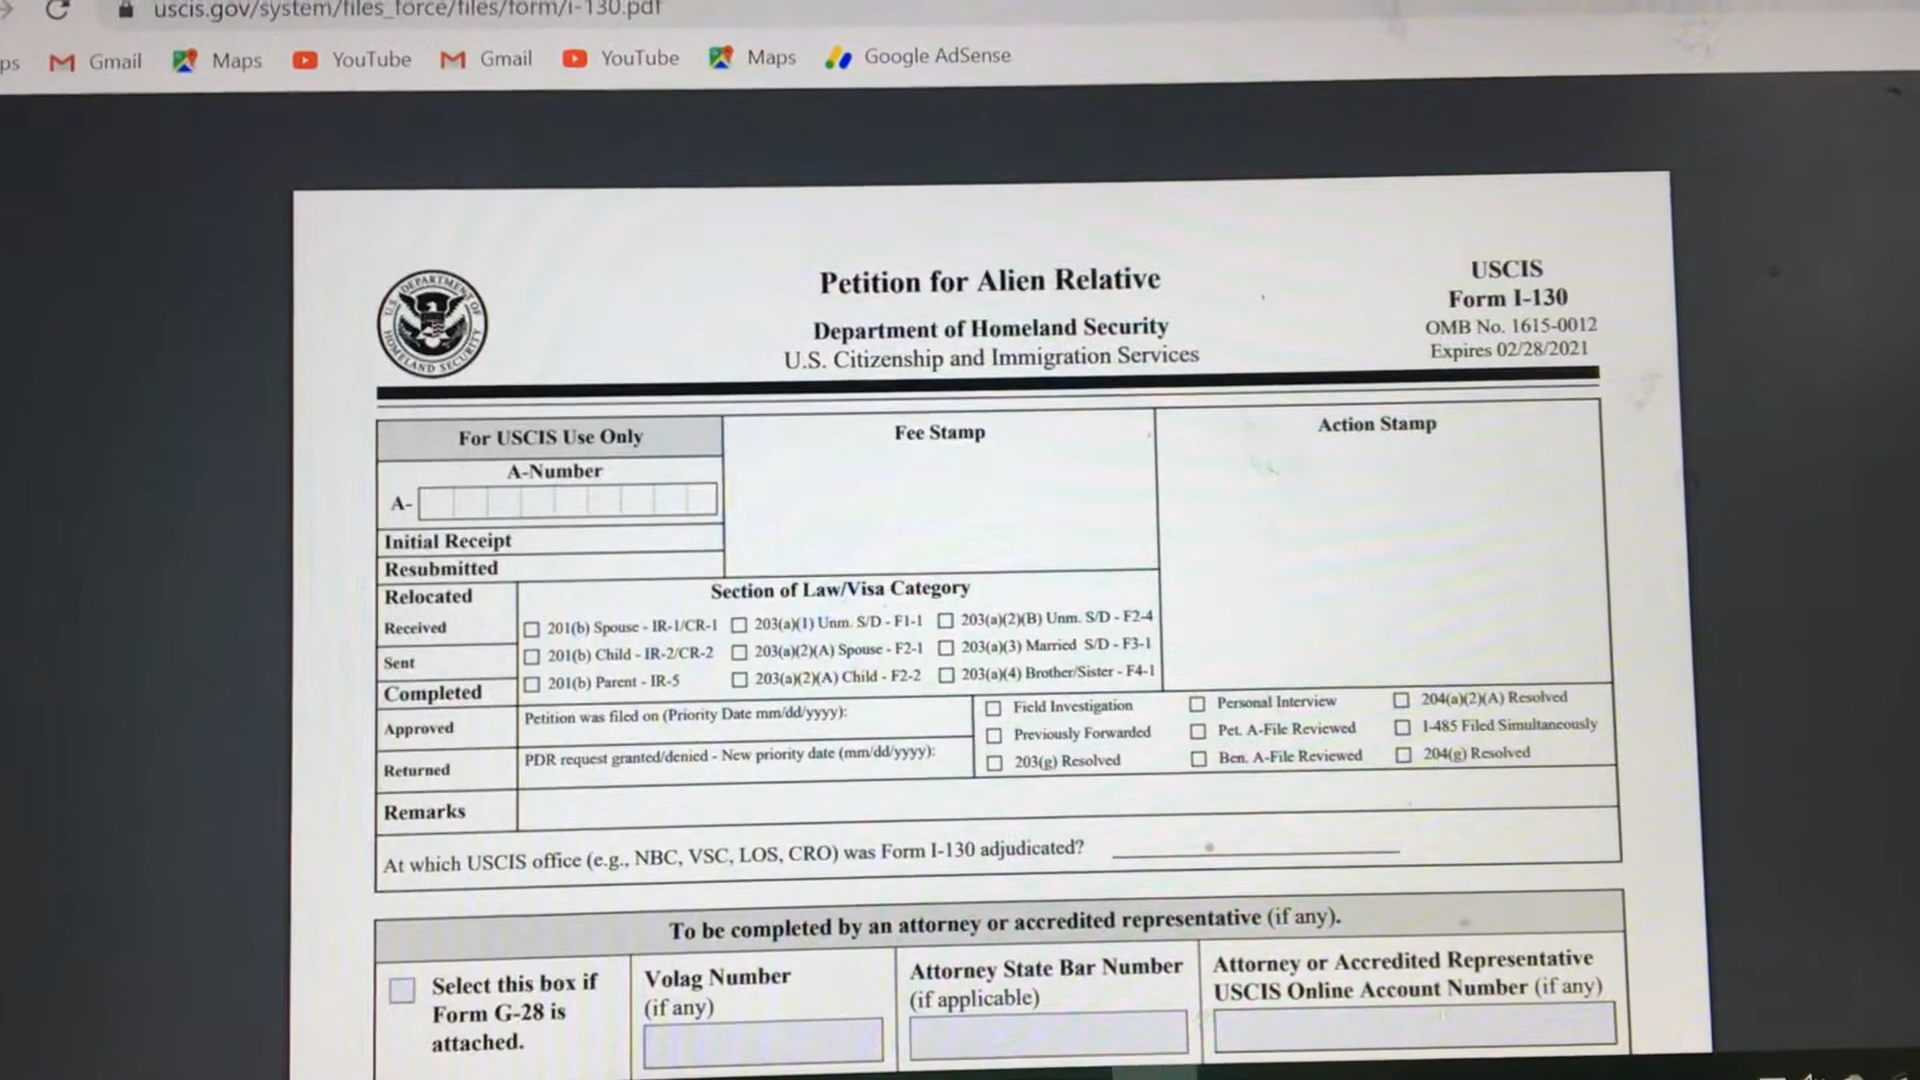 uscis.gov/system/files_force/files/form/i-130.pdf
ps Gmail Maps YouTube Gmail YouTube Maps Google AdSense
U.S. DEPARTMENT OF HOMELAND SECURITY
Petition for Alien Relative
Department of Homeland Security
U.S. Citizenship and Immigration Services
USCIS
Form I-130
OMB No. 1615-0012
Expires 02/28/2021
For USCIS Use Only
A-Number
A-
Initial Receipt
Resubmitted
Fee Stamp
Action Stamp
Relocated
Received
Sent
Completed
Approved
Returned
Remarks
Section of Law/Visa Category
201(b) Spouse - IR-1/CR-1 203(a)(1) Unm. S/D - F1-1 203(a)(2)(B) Unm. S/D - F2-4
201(b) Child - IR-2/CR-2 203(a)(2)(A) Spouse - F2-1 203(a)(3) Married S/D - F3-1
201(b) Parent - IR-5 203(a)(2)(A) Child - F2-2 203(a)(4) Brother/Sister - F4-1
Petition was filed on (Priority Date mm/dd/yyyy):
PDR request granted/denied - New priority date (mm/dd/yyyy):
Field Investigation Personal Interview 204(a)(2)(A) Resolved
Previously Forwarded Pet. A-File Reviewed I-485 Filed Simultaneously
203(g) Resolved Ben. A-File Reviewed 204(g) Resolved
At which USCIS office (e.g., NBC, VSC, LOS, CRO) was Form I-130 adjudicated?
To be completed by an attorney or accredited representative (if any).
Select this box if
Form G-28 is
attached.
Volag Number
(if any)
Attorney State Bar Number
(if applicable)
Attorney or Accredited Representative
USCIS Online Account Number (if any)